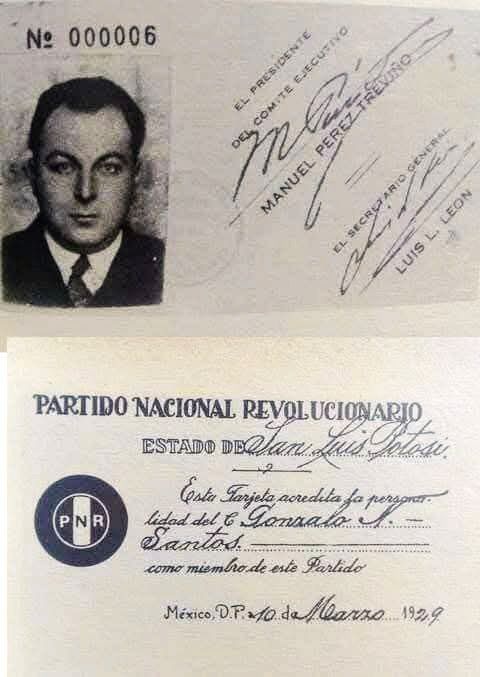 Nº 000006
EL PRESIDENTE
DEL COMITE EJECUTIVO
MANUEL PEREZ TREVIÑO
EL SECRETARIO GENERAL
LUIS L. LEON
PARTIDO NACIONAL REVOLUCIONARIO
ESTADO DE San Luis Potosí.
PNR
Esta Tarjeta acredita la persona-
lidad del C. Gonzalo N. –
Santos.
como miembro de este Partido
México, D.F. a 10 de Marzo 1929